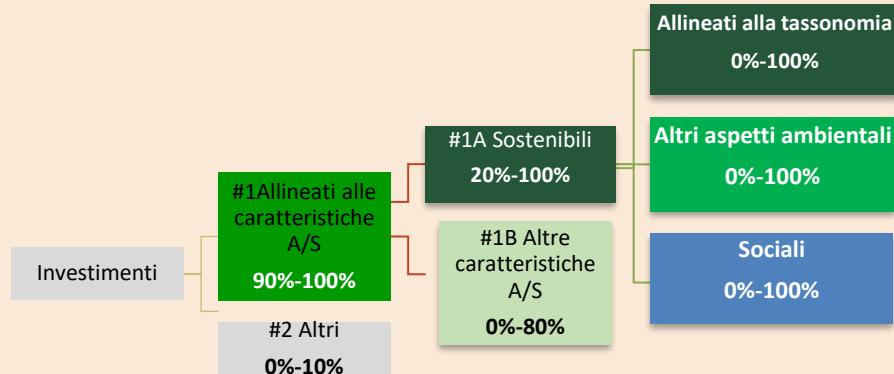 Investimenti
#1Allineati alle
caratteristiche
A/S
90%-100%
#2 Altri
0%-10%
#1A Sostenibili
20%-100%
#1B Altre
caratteristiche
A/S
0%-80%
Allineati alla tassonomia
0%-100%
Altri aspetti ambientali
0%-100%
Sociali
0%-100%